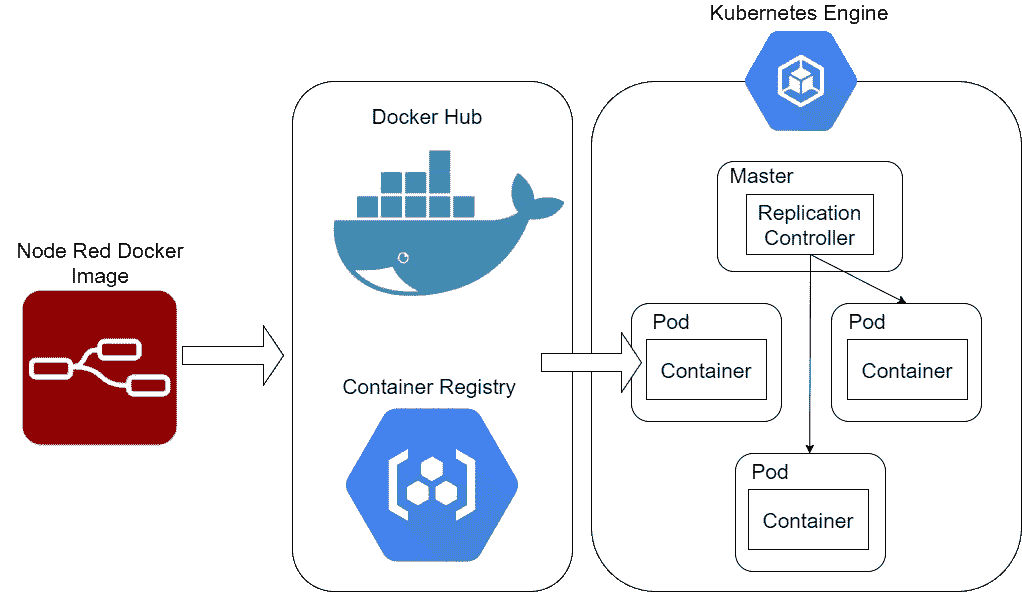 Kubernetes Engine
Docker Hub
Master
Replication
Controller
Node Red Docker
Image
Pod
Container
Pod
Container
Container Registry
Pod
Container